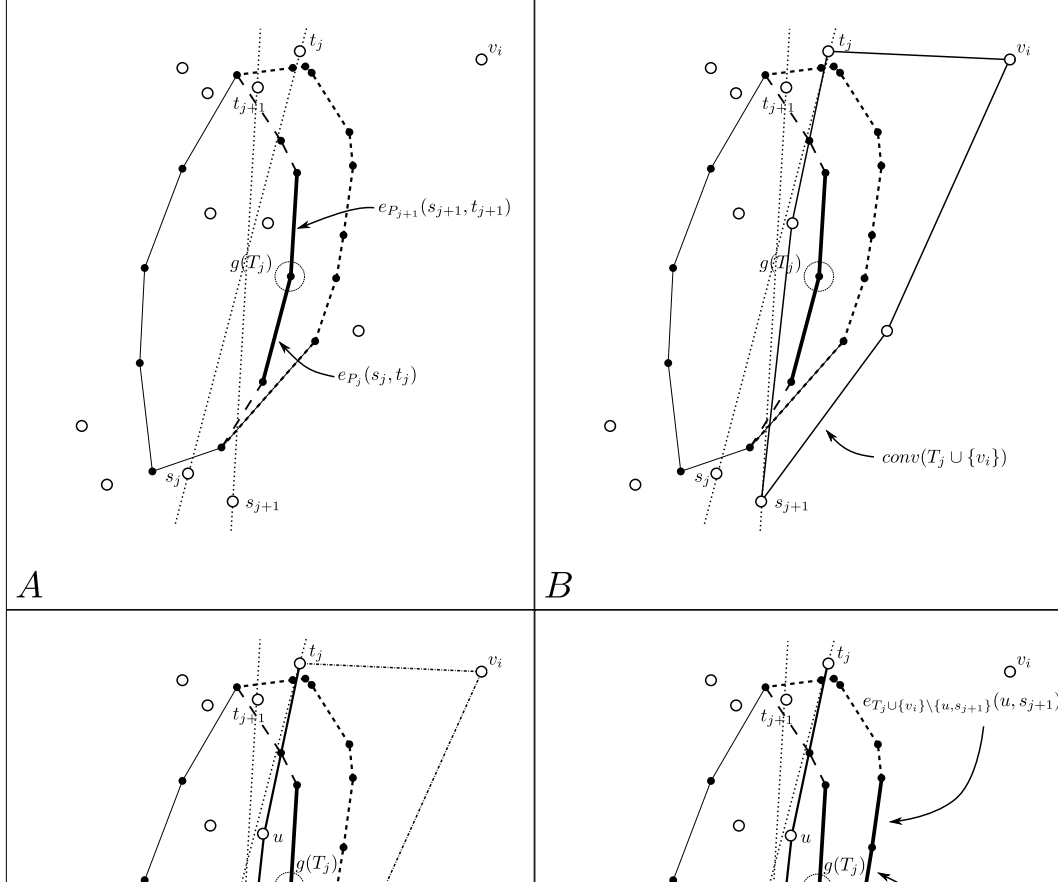 t_j
v_i
t_{j+1}
e_{P_{j+1}}(s_{j+1}, t_{j+1})
g(T_j)
e_{P_j}(s_j, t_j)
s_j
s_{j+1}
A
t_j
v_i
t_{j+1}
g(T_j)
conv(T_j ∪ {v_i})
s_j
s_{j+1}
B
t_j
v_i
t_{j+1}
u
g(T_j)
t_j
v_i
e_{T_j∪{v_i}\{u,s_{j+1}}}(u, s_{j+1})
t_{j+1}
u
g(T_j)